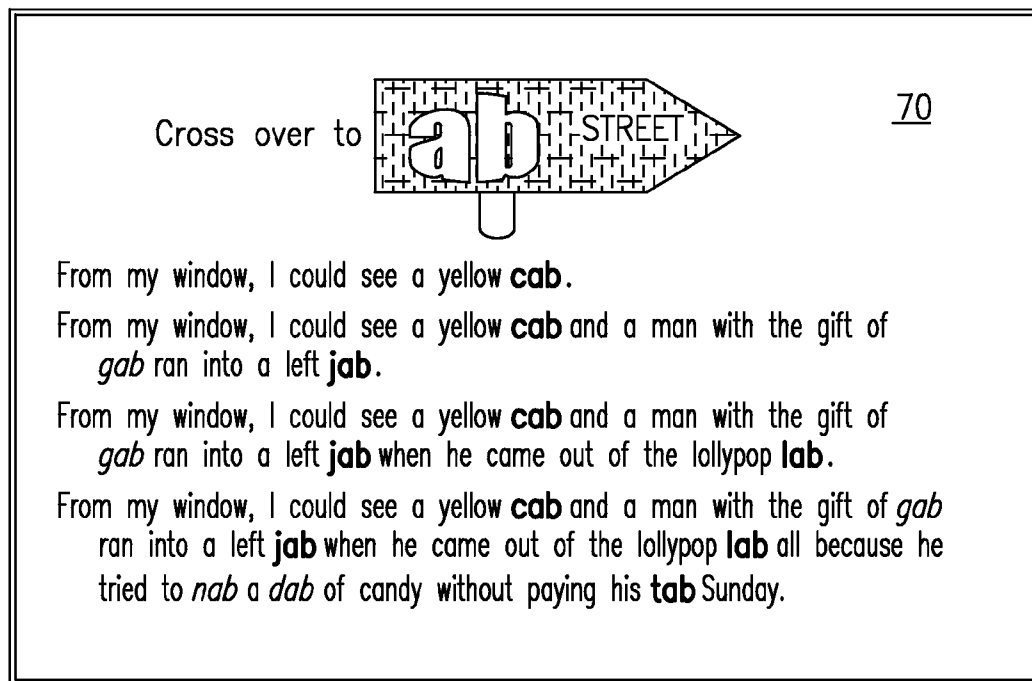 Cross over to ab STREET
70
From my window, I could see a yellow cab.
From my window, I could see a yellow cab and a man with the gift of
gab ran into a left jab.
From my window, I could see a yellow cab and a man with the gift of
gab ran into a left jab when he came out of the lollypop lab.
From my window, I could see a yellow cab and a man with the gift of gab
ran into a left jab when he came out of the lollypop lab all because he
tried to nab a dab of candy without paying his tab Sunday.